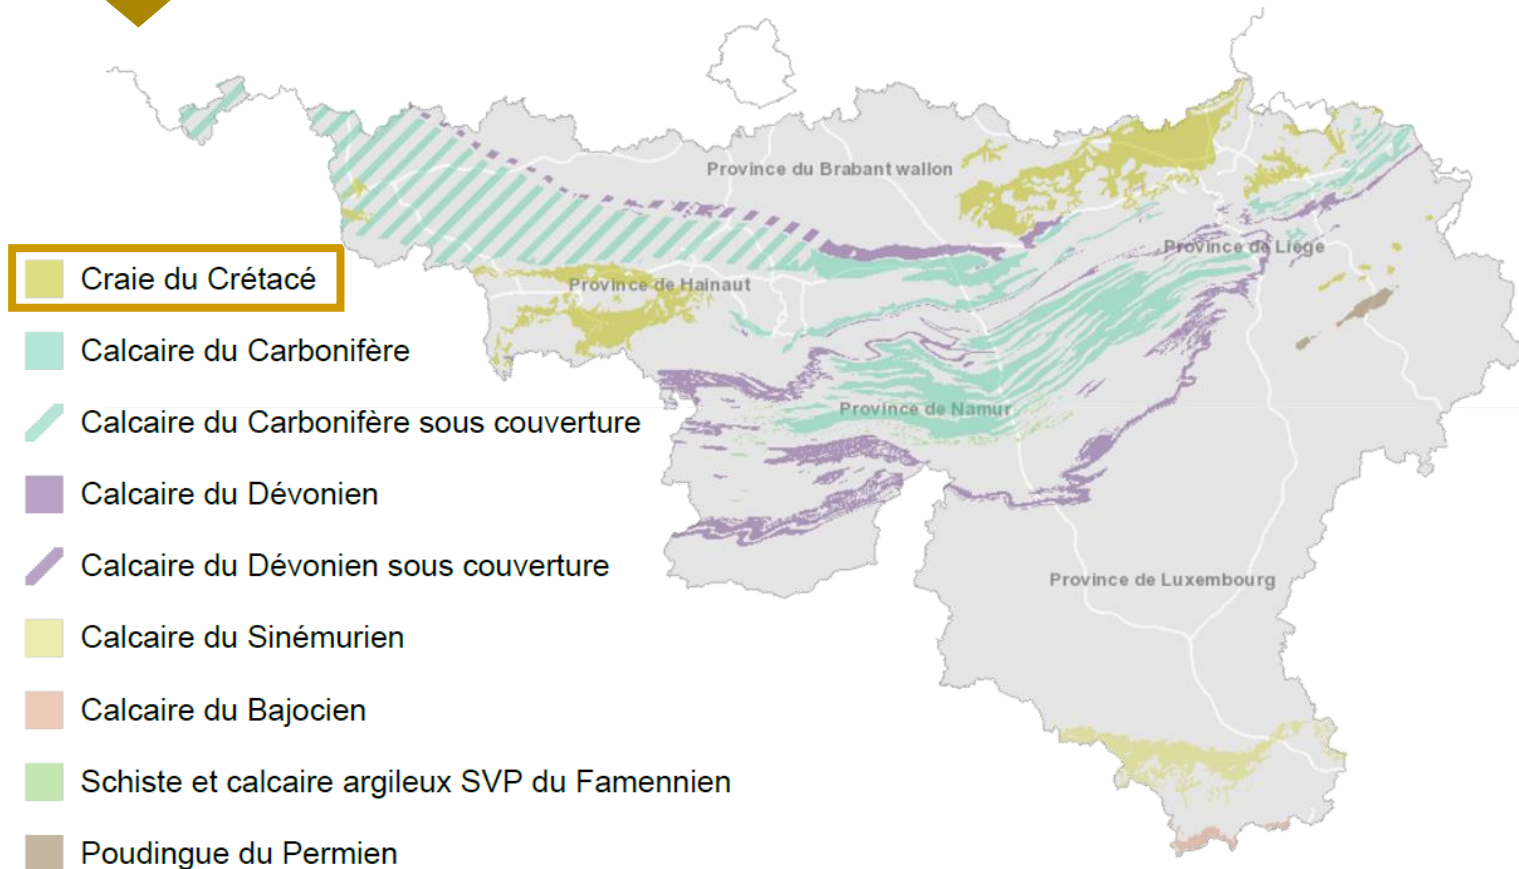 Province du Brabant wallon
Province de Liège
Province de Hainaut
Province de Namur
Province de Luxembourg
Craie du Crétacé
Calcaire du Carbonifère
Calcaire du Carbonifère sous couverture
Calcaire du Dévonien
Calcaire du Dévonien sous couverture
Calcaire du Sinémurien
Calcaire du Bajocien
Schiste et calcaire argileux SVP du Famennien
Poudingue du Permien